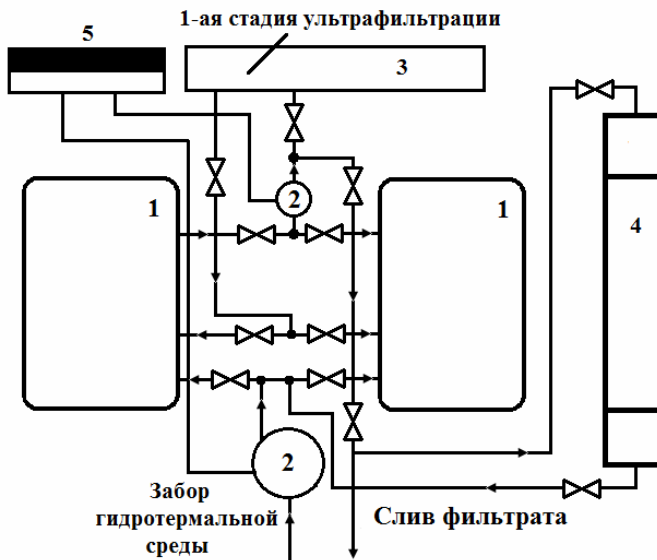 1-ая стадия ультрафильтрации
5
3
2
1
1
4
2
Забор
гидротермальной
среды
Слив фильтрата